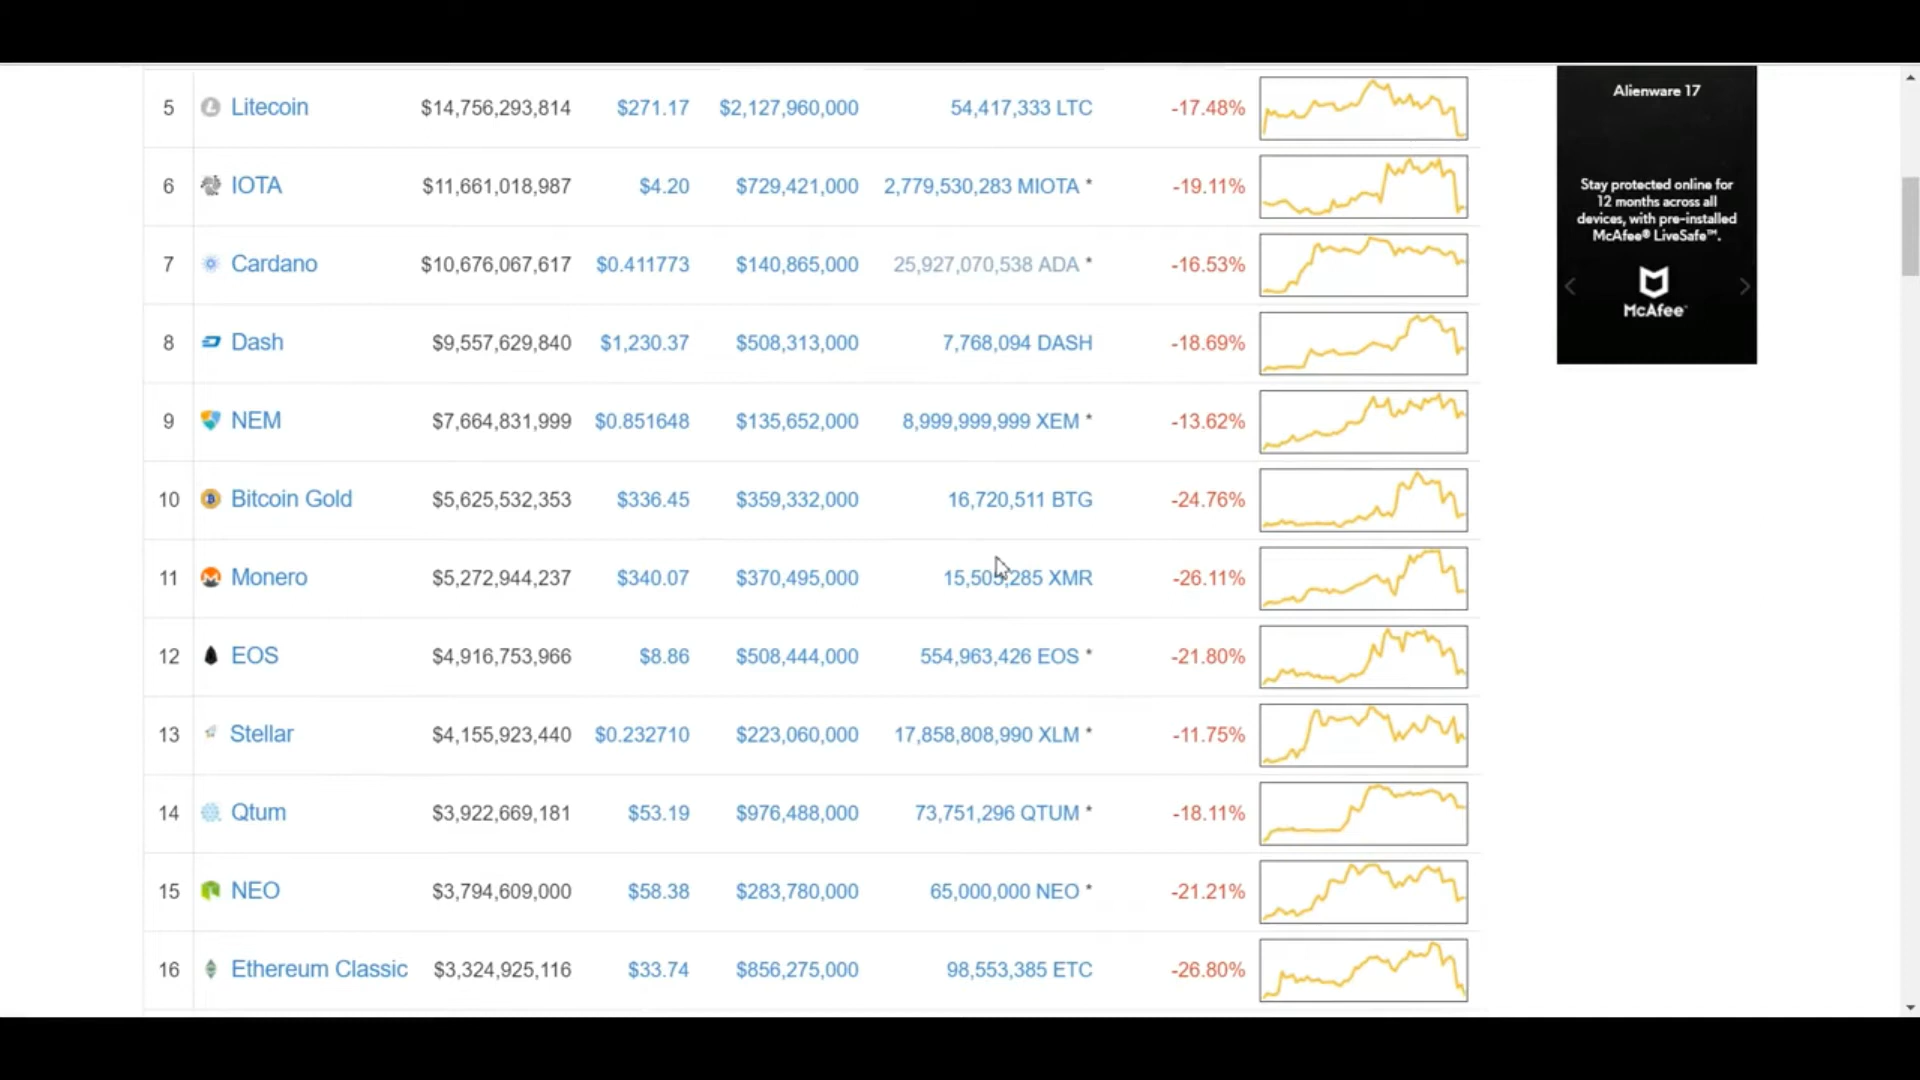 5 Litecoin $14,756,293,814 $271.17 $2,127,960,000 54,417,333 LTC -17.48%
6 IOTA $11,661,018,987 $4.20 $729,421,000 2,779,530,283 MIOTA * -19.11%
7 Cardano $10,676,067,617 $0.411773 $140,865,000 25,927,070,538 ADA * -16.53%
8 Dash $9,557,629,840 $1,230.37 $508,313,000 7,768,094 DASH -18.69%
9 NEM $7,664,831,999 $0.851648 $135,652,000 8,999,999,999 XEM * -13.62%
10 Bitcoin Gold $5,625,532,353 $336.45 $359,332,000 16,720,511 BTG -24.76%
11 Monero $5,272,944,237 $340.07 $370,495,000 15,505,285 XMR -26.11%
12 EOS $4,916,753,966 $8.86 $508,444,000 554,963,426 EOS * -21.80%
13 Stellar $4,155,923,440 $0.232710 $223,060,000 17,858,808,990 XLM * -11.75%
14 Qtum $3,922,669,181 $53.19 $976,488,000 73,751,296 QTUM * -18.11%
15 NEO $3,794,609,000 $58.38 $283,780,000 65,000,000 NEO * -21.21%
16 Ethereum Classic $3,324,925,116 $33.74 $856,275,000 98,553,385 ETC -26.80%
Alienware 17
Stay protected online for
12 months across all
devices, with pre-installed
McAfee® LiveSafe™.
McAfee™